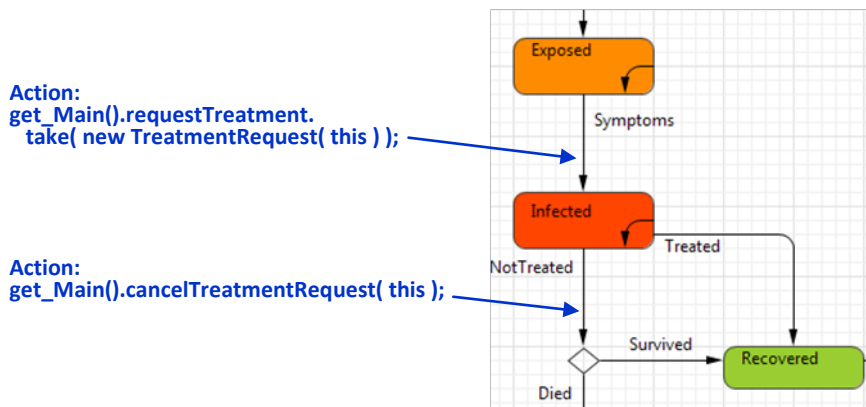 Exposed
Action:
get_Main().requestTreatment.
take( new TreatmentRequest( this ) );
Symptoms
Infected
Treated
NotTreated
Action:
get_Main().cancelTreatmentRequest( this );
Survived
Recovered
Died